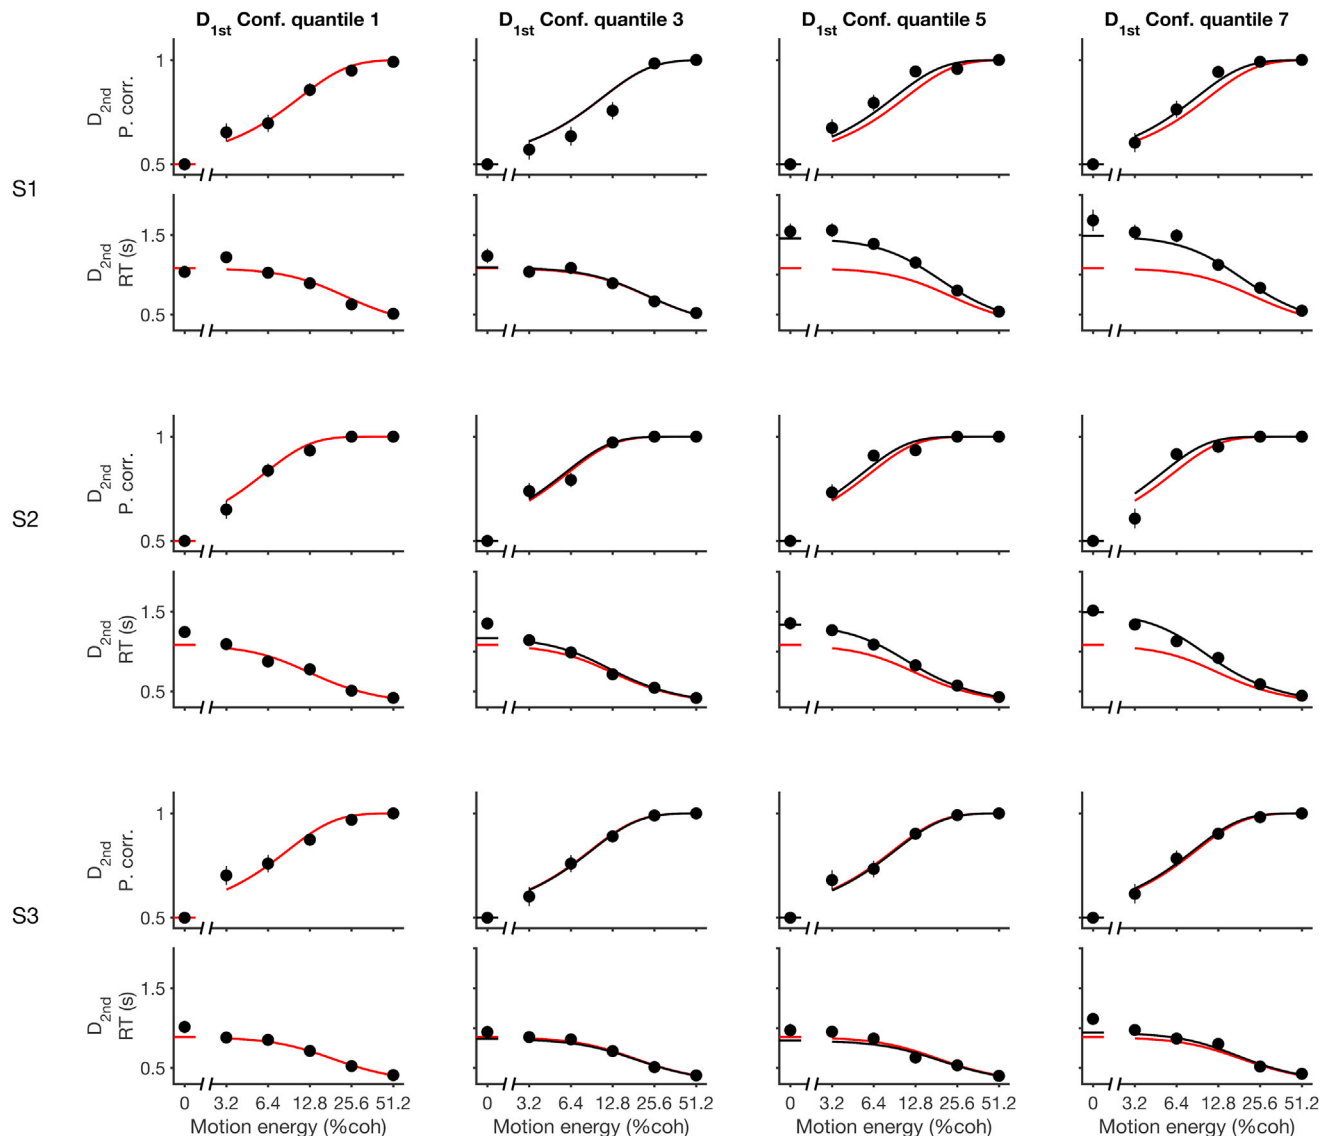 D1st Conf. quantile 1
D1st Conf. quantile 3
D1st Conf. quantile 5
D1st Conf. quantile 7
S1
D2nd
P. corr.
1
0.5
D2nd
RT (s)
1.5
0.5
S2
D2nd
P. corr.
1
0.5
D2nd
RT (s)
1.5
0.5
S3
D2nd
P. corr.
1
0.5
D2nd
RT (s)
1.5
0.5
0 3.2 6.4 12.8 25.6 51.2
Motion energy (%coh)
0 3.2 6.4 12.8 25.6 51.2
Motion energy (%coh)
0 3.2 6.4 12.8 25.6 51.2
Motion energy (%coh)
0 3.2 6.4 12.8 25.6 51.2
Motion energy (%coh)